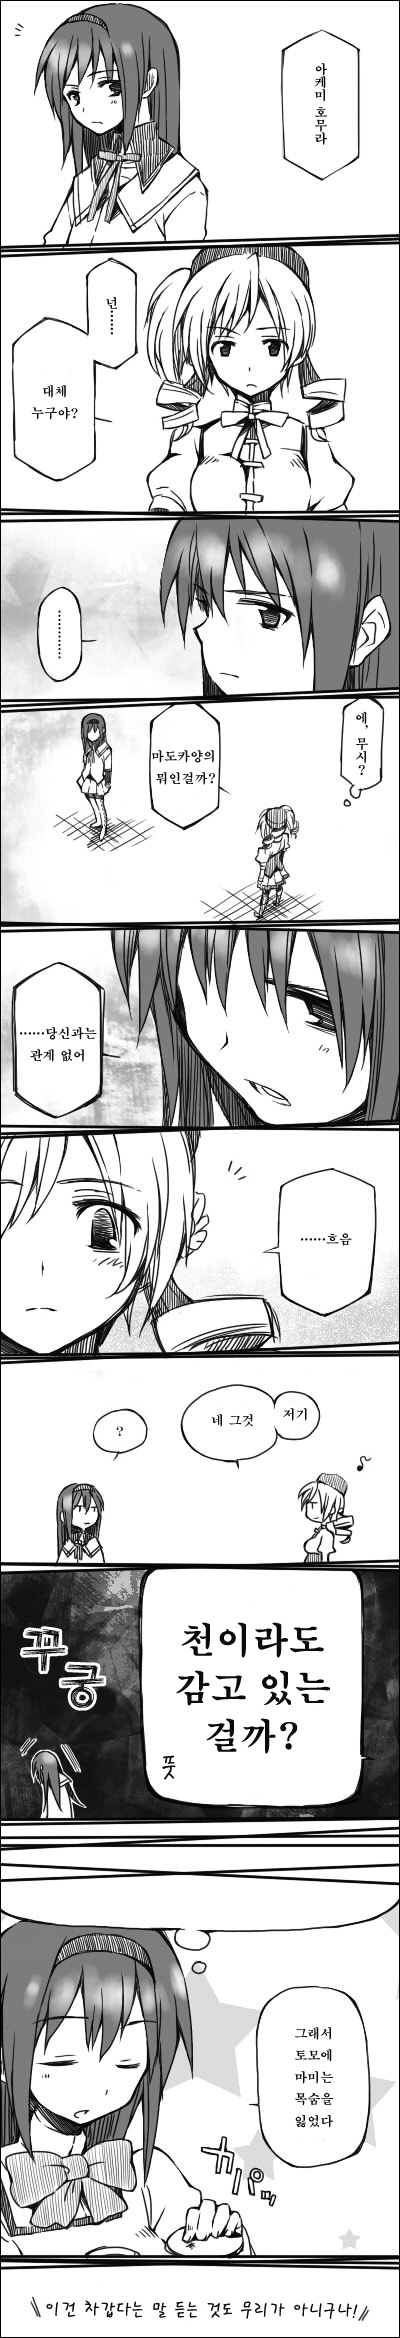 아케미 호무라
넌……
대체
누구야?
………
에, 무시?
마도카양의
뭐인걸까?
……당신과는
관계 없어
……흐음
저기
네 그것
?
천이라도
감고 있는
걸까?
풋
꾸궁
그래서
토모에
마미는
목숨을
잃었다
カパッ
이건 차갑다는 말 듣는 것도 무리가 아니구나!